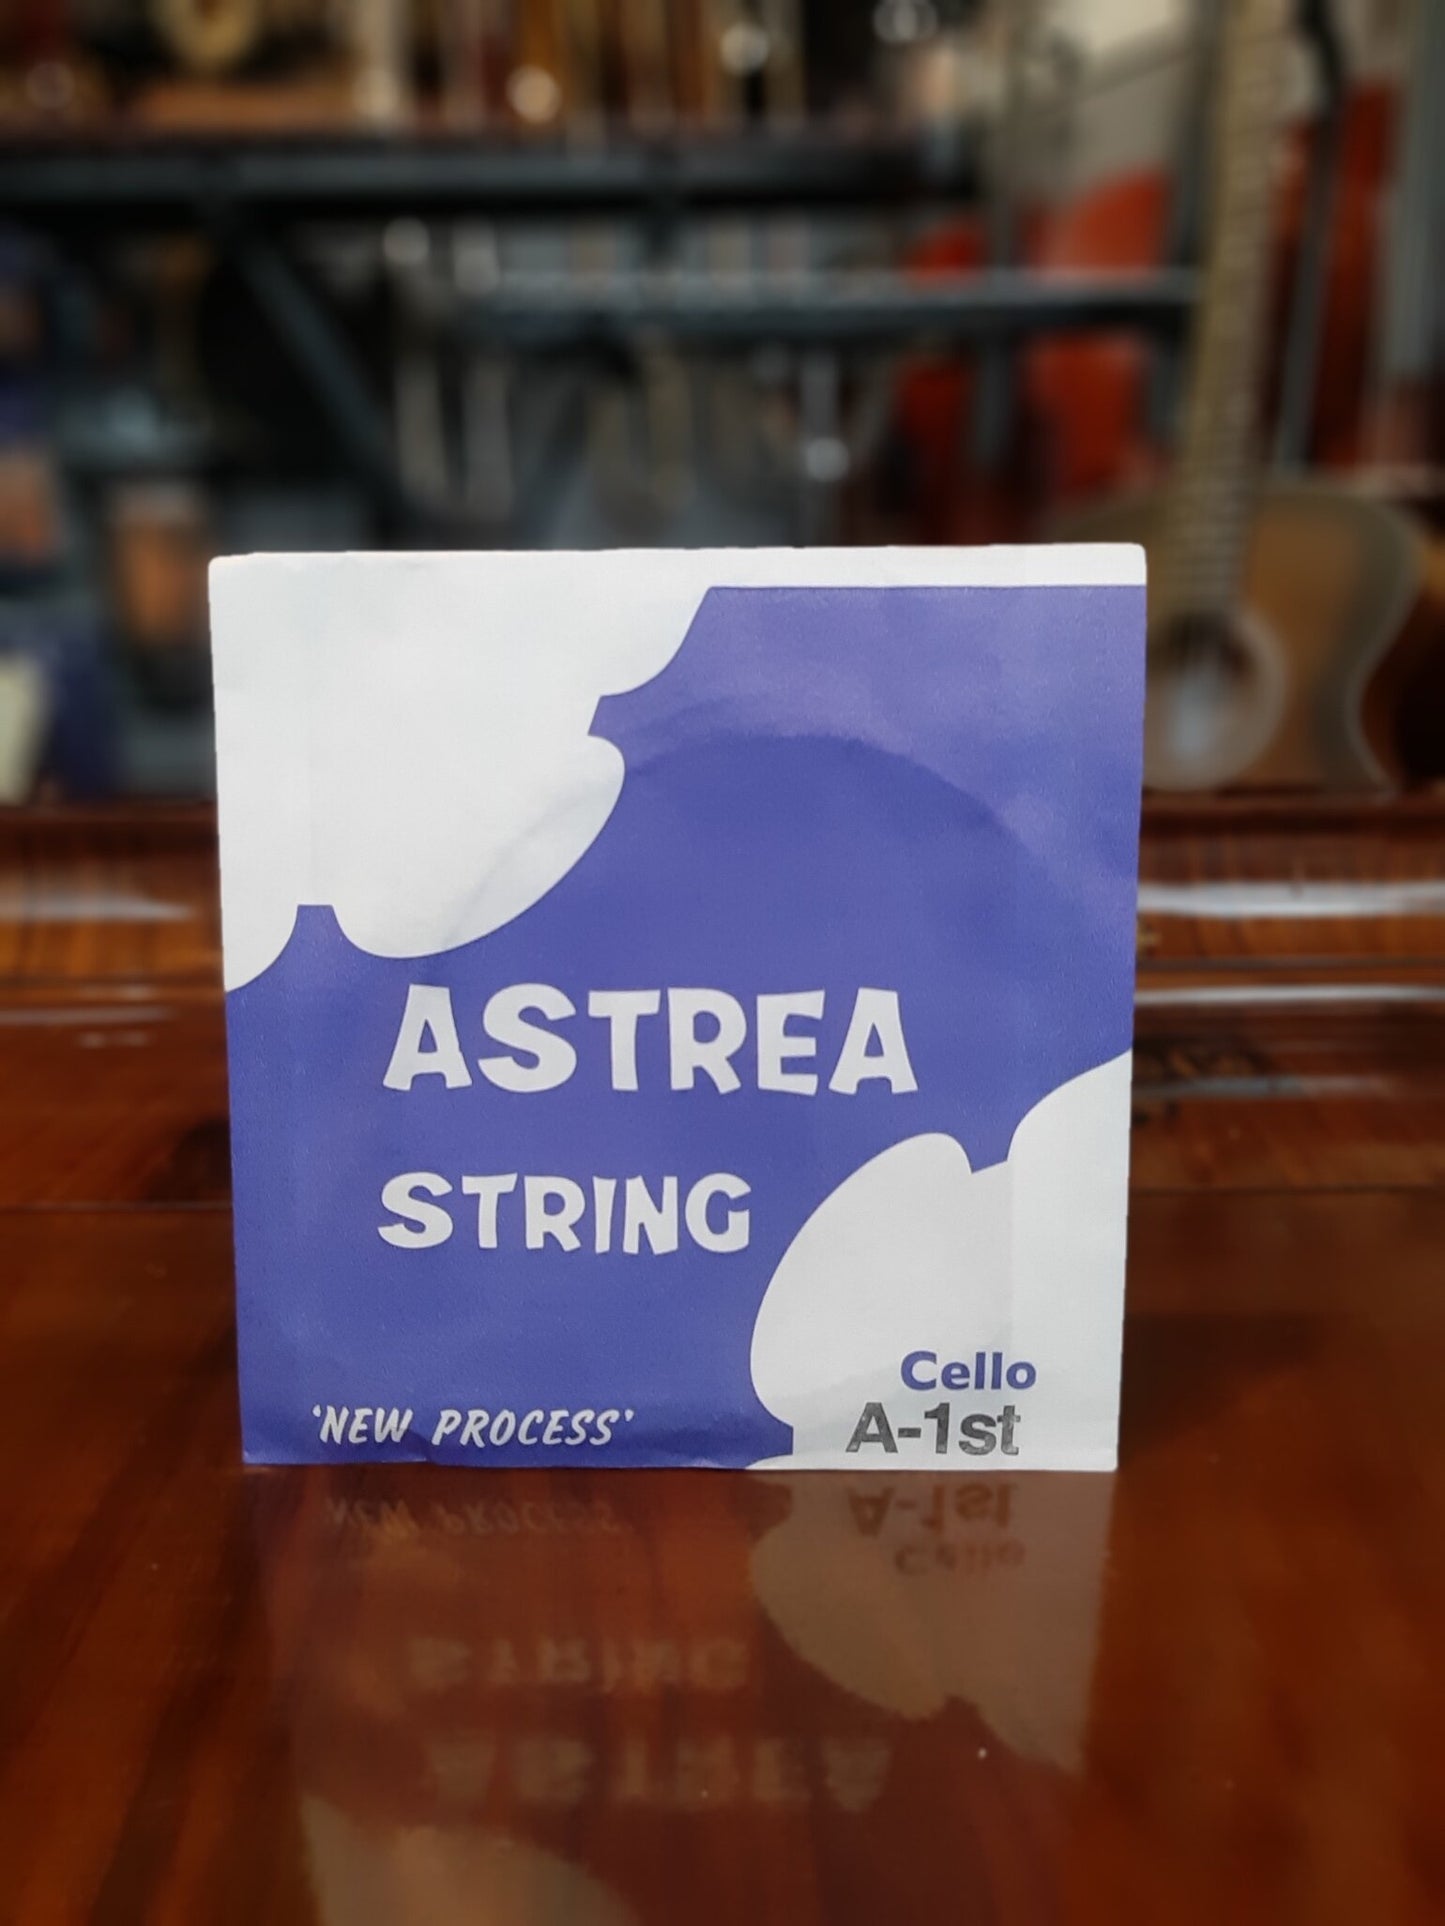 ASTREA
STRING
'NEW PROCESS'
Cello
A-1st